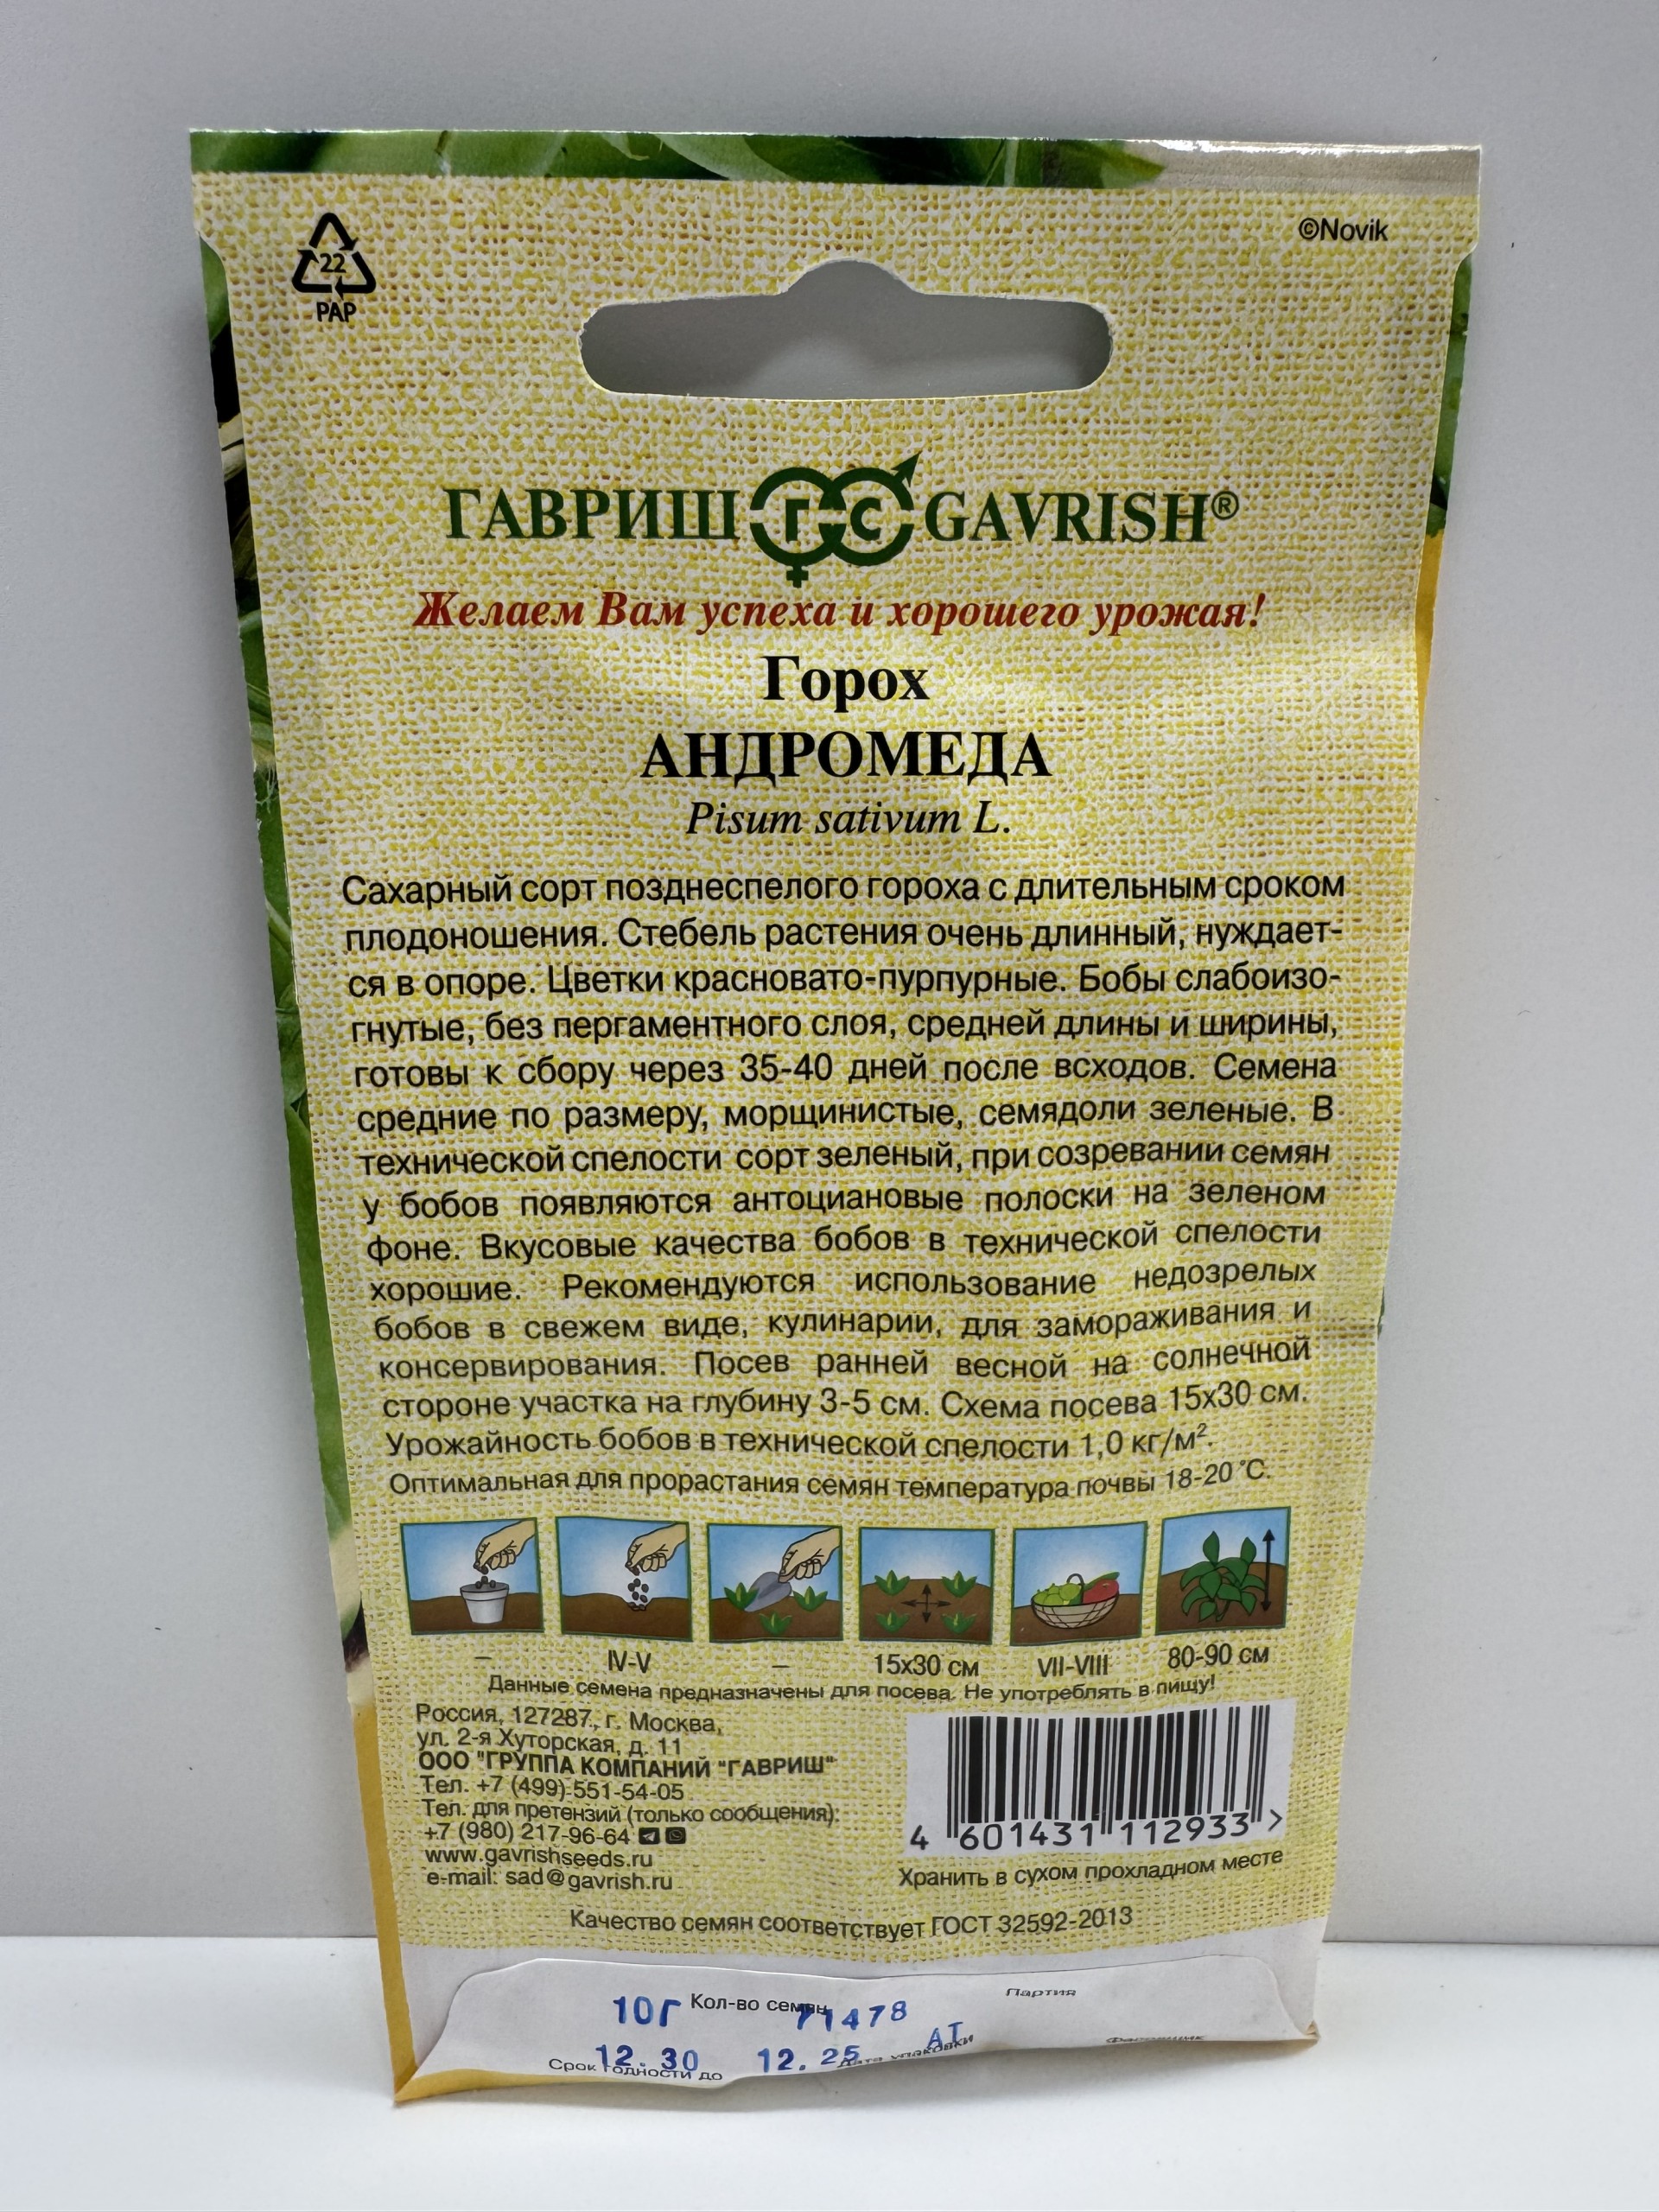 ©Novik
22
PAP
ГАВРИШ ГС GAVRISH®
Желаем Вам успеха и хорошего урожая!
Горох
АНДРОМЕДА
Pisum sativum L.
Сахарный сорт позднеспелого гороха с длительным сроком
плодоношения. Стебель растения очень длинный, нуждает-
ся в опоре. Цветки красновато-пурпурные. Бобы слабоизо-
гнутые, без пергаментного слоя, средней длины и ширины,
готовы к сбору через 35-40 дней после всходов. Семена
средние по размеру, морщинистые, семядоли зеленые. В
технической спелости сорт зеленый, при созревании семян
у бобов появляются антоциановые полоски на зеленом
фоне. Вкусовые качества бобов в технической спелости
хорошие. Рекомендуются использование недозрелых
бобов в свежем виде, кулинарии, для замораживания и
консервирования. Посев ранней весной на солнечной
стороне участка на глубину 3-5 см. Схема посева 15х30 см.
Урожайность бобов в технической спелости 1,0 кг/м².
Оптимальная для прорастания семян температура почвы 18-20 °С.
– IV-V – 15х30 см VII-VIII 80-90 см
Данные семена предназначены для посева. Не употреблять в пищу!
Россия, 127287, г. Москва,
ул. 2-я Хуторская, д. 11
ООО "ГРУППА КОМПАНИЙ "ГАВРИШ"
Тел. +7 (499) 551-54-05
Тел. для претензий (только сообщения):
+7 (980) 217-96-64
www.gavrishseeds.ru
e-mail: sad@gavrish.ru
4 601431 112933 >
Хранить в сухом прохладном месте
Качество семян соответствует ГОСТ 32592-2013
10г Кол-во семян 71478 Партия
12.30 12.25 АТ
Срок годности до Дата упаковки Фасовщик